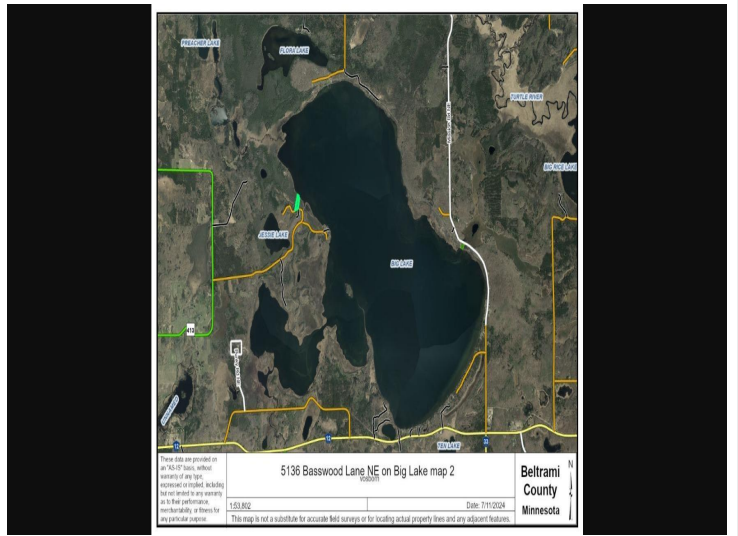 PREACHER LAKE
FLORA LAKE
TURTLE RIVER
BIG RICE LAKE
JESSIE LAKE
BIG LAKE
413
TEN LAKE
12
12
33
These data are provided on
an "AS-IS" basis, without
warranty of any type,
expressed or implied, including
but not limited to any warranty
as to their performance,
merchantability, or fitness for
any particular purpose.
5136 Basswood Lane NE on Big Lake map 2
vosborn
1:53,802
Date: 7/11/2024
This map is not a substitute for accurate field surveys or for locating actual property lines and any adjacent features.
Beltrami
County
Minnesota
N